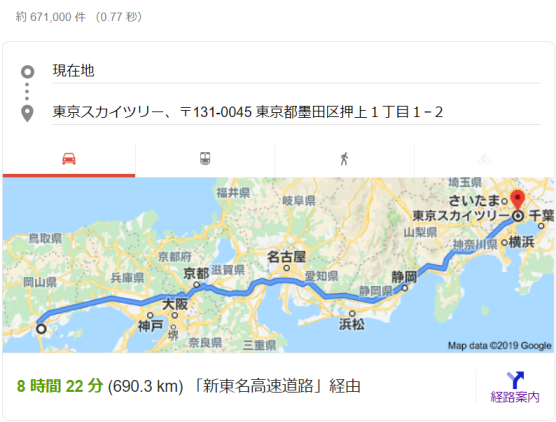 約 671,000 件 （0.77 秒）
現在地
東京スカイツリー、〒131-0045 東京都墨田区押上１丁目１−２
福井県
岐阜県
埼玉県
さいたま
東京スカイツリー
千葉
鳥取県
山梨県
神奈川県
横浜
京都府
滋賀県
名古屋
岡山県
兵庫県
京都
愛知県
静岡
静岡県
大阪
神戸
浜松
堺
奈良県
三重県
Map data ©2019 Google
8 時間 22 分 (690.3 km) 「新東名高速道路」経由
経路案内